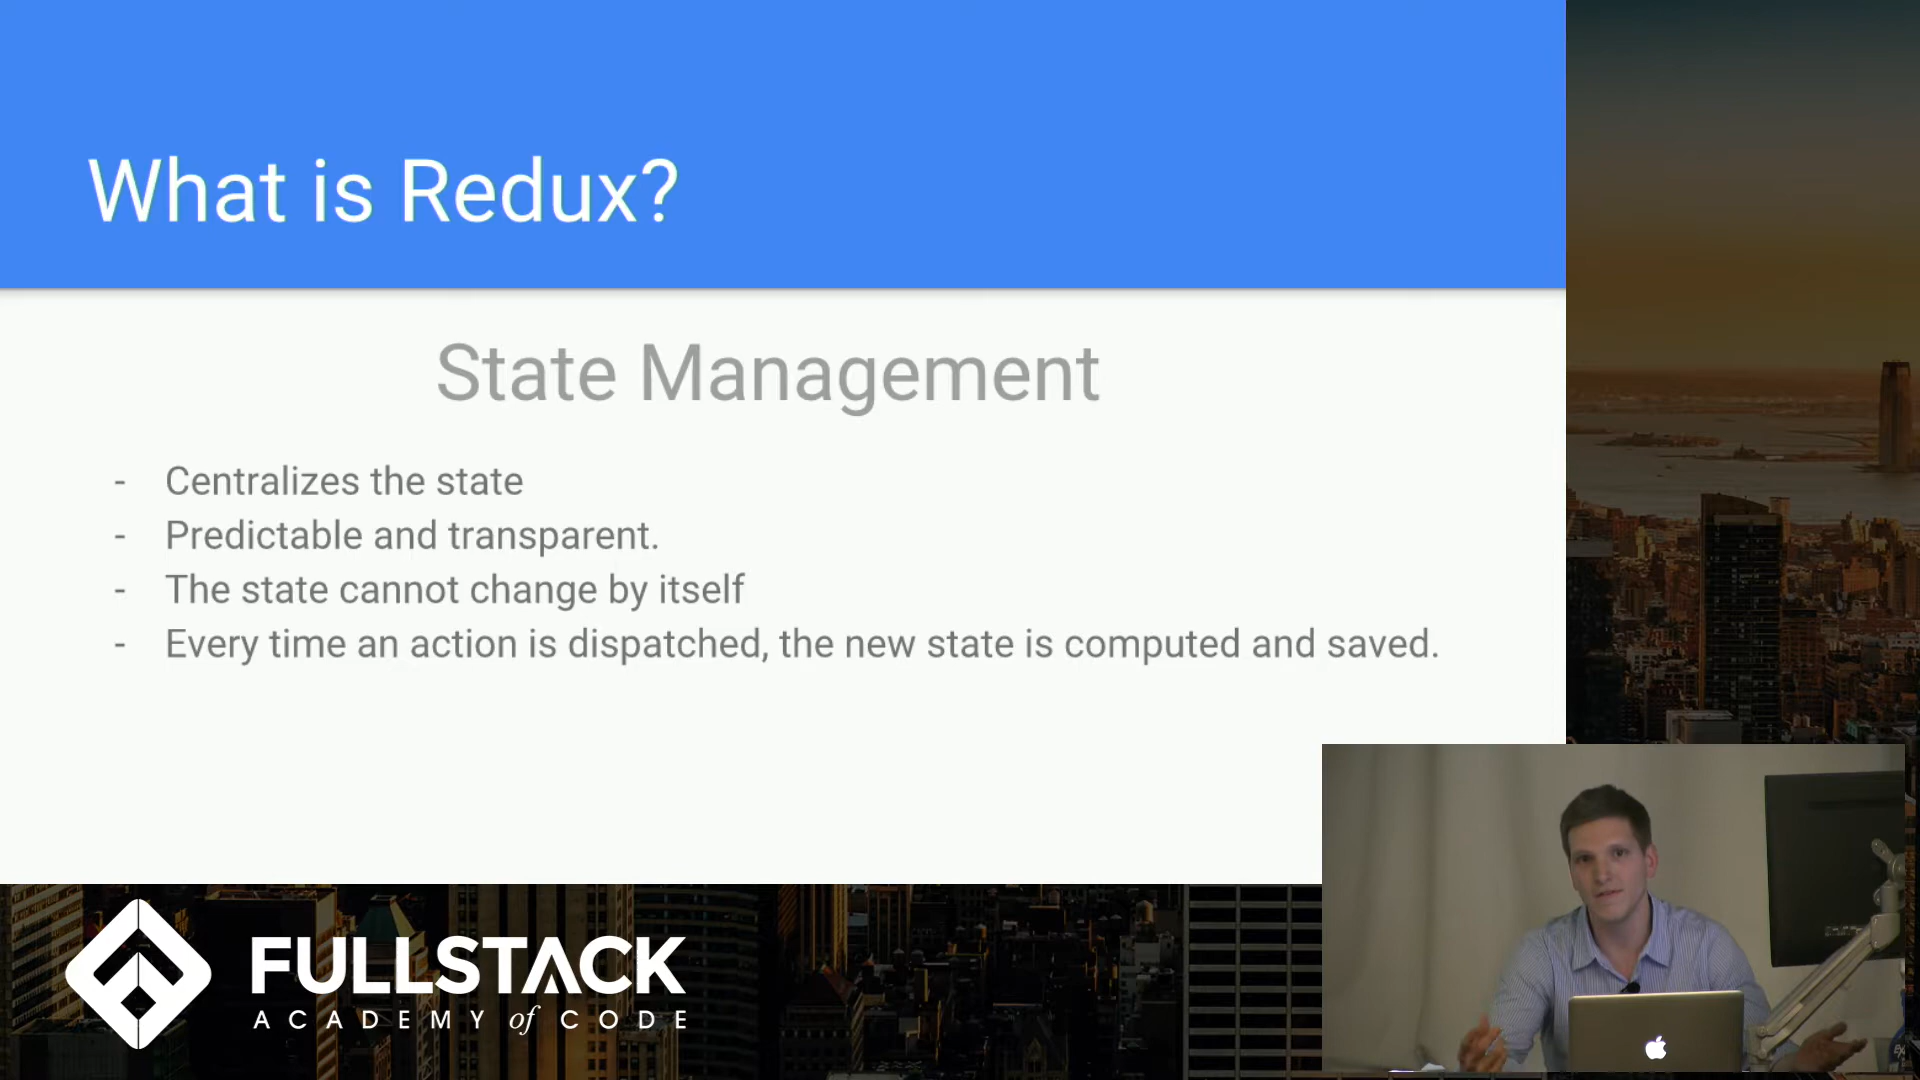 What is Redux?
State Management
- Centralizes the state
- Predictable and transparent.
- The state cannot change by itself
- Every time an action is dispatched, the new state is computed and saved.
FULLSTACK
ACADEMY of CODE